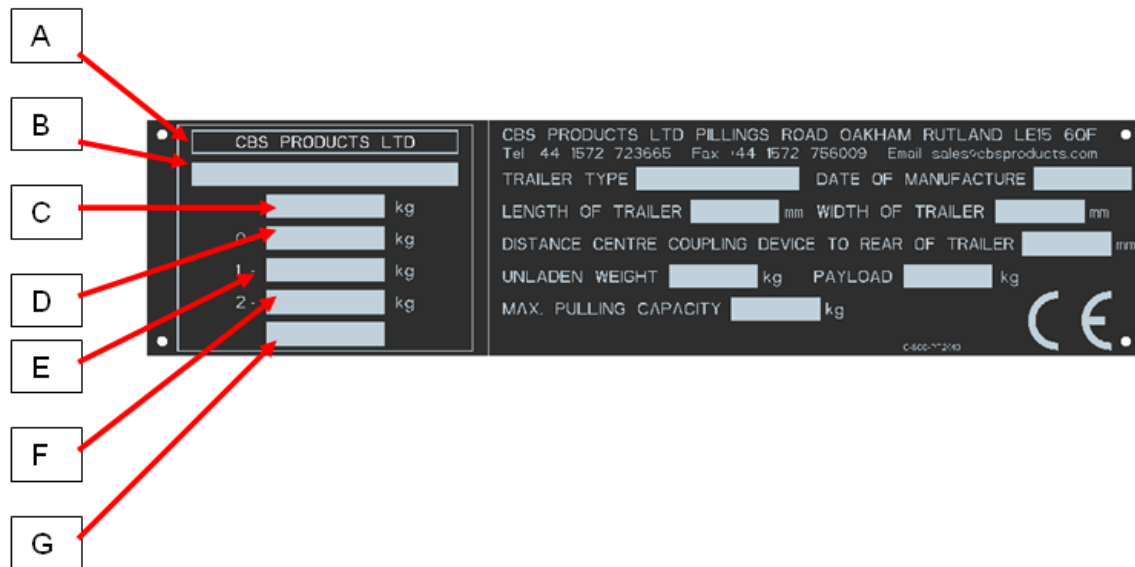 A
B
C
D
E
F
G
CBS PRODUCTS LTD
kg
0 - kg
1 - kg
2 - kg
CBS PRODUCTS LTD PILLINGS ROAD OAKHAM RUTLAND LE15 6QF
Tel 44 1572 723665 Fax +44 1572 756009 Email sales@cbsproducts.com
TRAILER TYPE DATE OF MANUFACTURE
LENGTH OF TRAILER mm WIDTH OF TRAILER mm
DISTANCE CENTRE COUPLING DEVICE TO REAR OF TRAILER mm
UNLADEN WEIGHT kg PAYLOAD kg
MAX. PULLING CAPACITY kg
CE